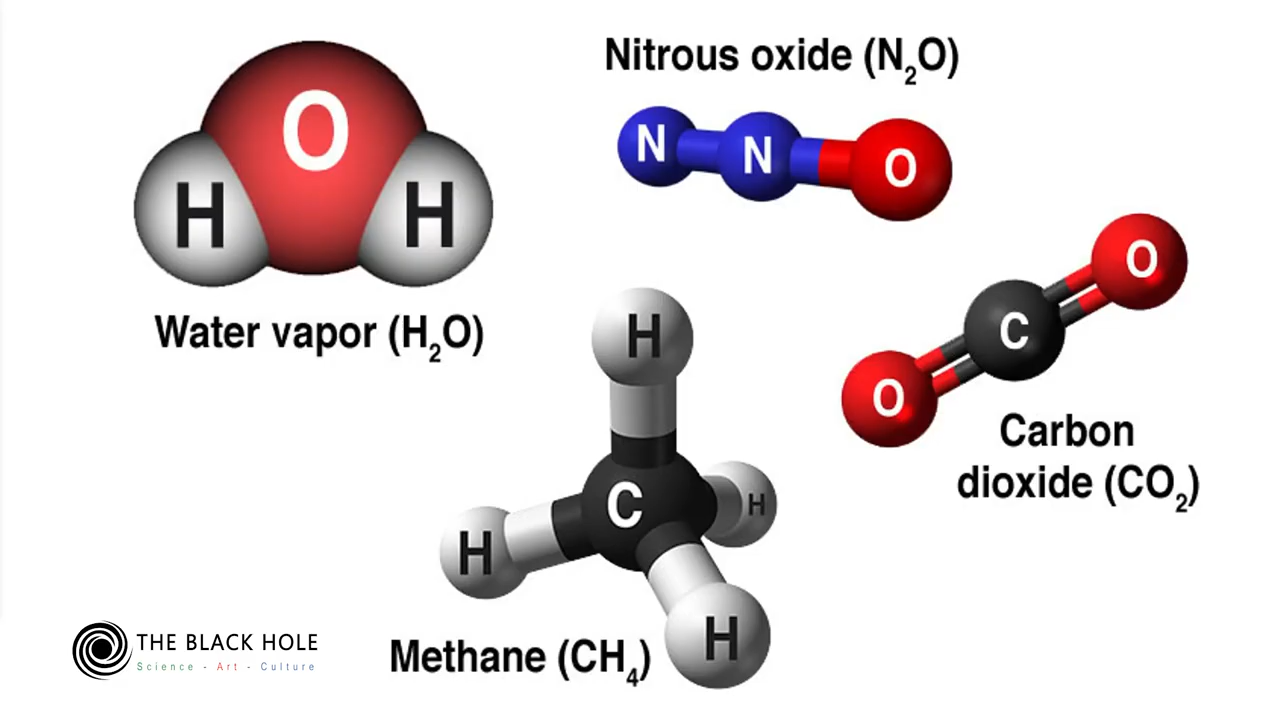 O
H H
Water vapor (H₂O)
Nitrous oxide (N₂O)
N N O
O
C
O
Carbon
dioxide (CO₂)
H
C
H
H
H
Methane (CH₄)
THE BLACK HOLE
Science - Art - Culture